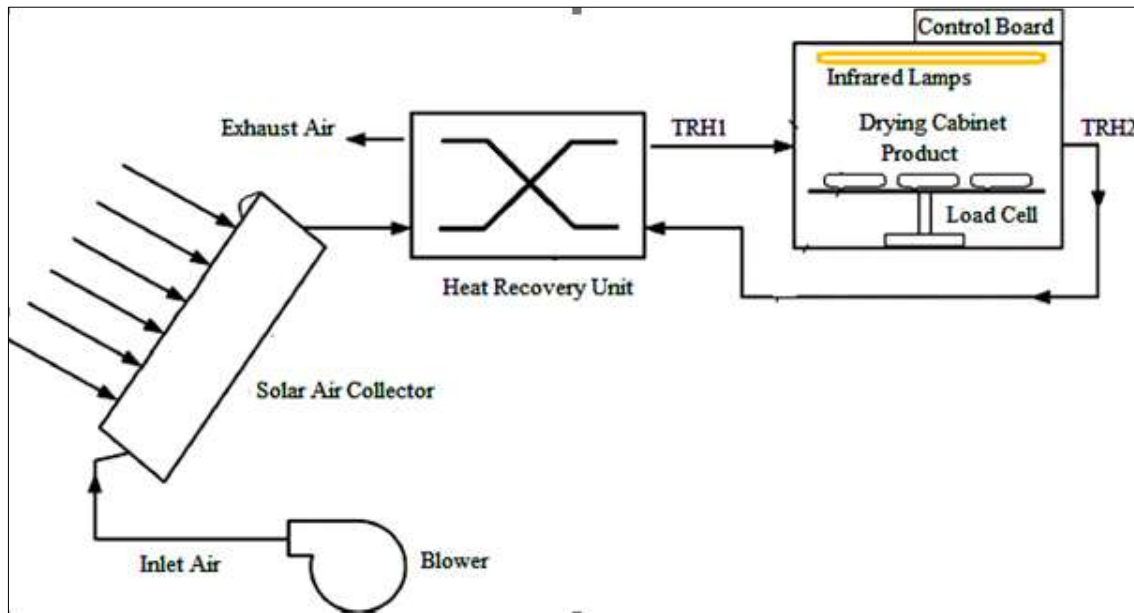 Control Board
Infrared Lamps
Exhaust Air
TRH1
Drying Cabinet
Product
TRH2
Load Cell
Heat Recovery Unit
Solar Air Collector
Inlet Air
Blower